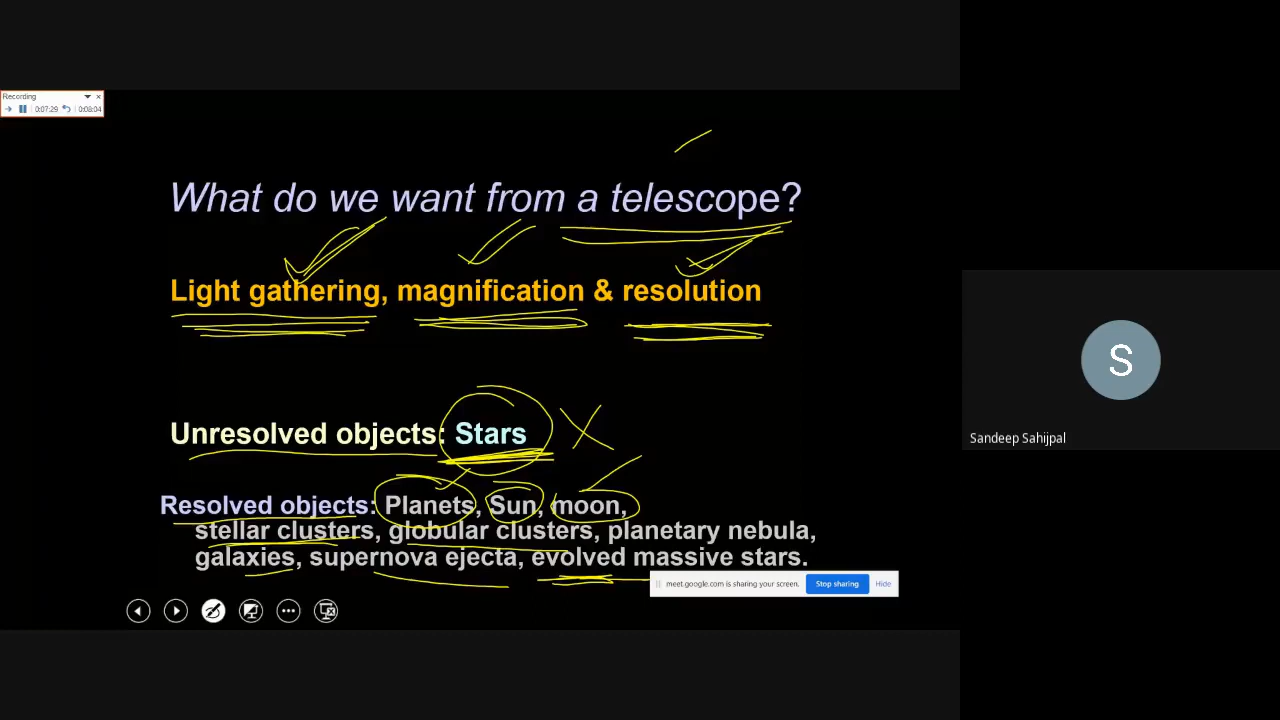 Recording
0:07:29 0:08:04
What do we want from a telescope?
Light gathering, magnification & resolution
Unresolved objects: Stars
Resolved objects: Planets, Sun, moon,
stellar clusters, globular clusters, planetary nebula,
galaxies, supernova ejecta, evolved massive stars.
meet.google.com is sharing your screen. Stop sharing Hide
S
Sandeep Sahijpal